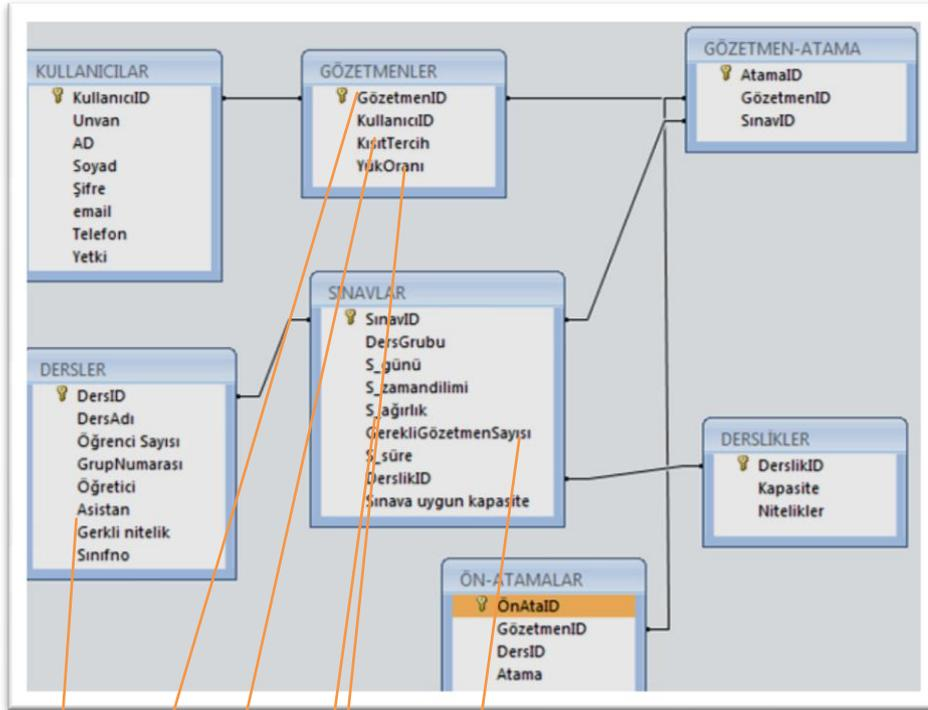 KULLANICILAR
KullanıcıID
Unvan
AD
Soyad
Şifre
email
Telefon
Yetki
GÖZETMENLER
GözetmenID
KullanıcıID
KısıtTercih
YükOranı
GÖZETMEN-ATAMA
AtamaID
GözetmenID
SınavID
SINAVLAR
SınavID
DersGrubu
S_günü
S_zamandilimi
S_ağırlık
GerekliGözetmenSayısı
S_süre
DerslikID
Sınava uygun kapasite
DERSLER
DersID
DersAdı
Öğrenci Sayısı
GrupNumarası
Öğretici
Asistan
Gerkli nitelik
Sınıfno
DERSLİKLER
DerslikID
Kapasite
Nitelikler
ÖN-ATAMALAR
ÖnAtaID
GözetmenID
DersID
Atama